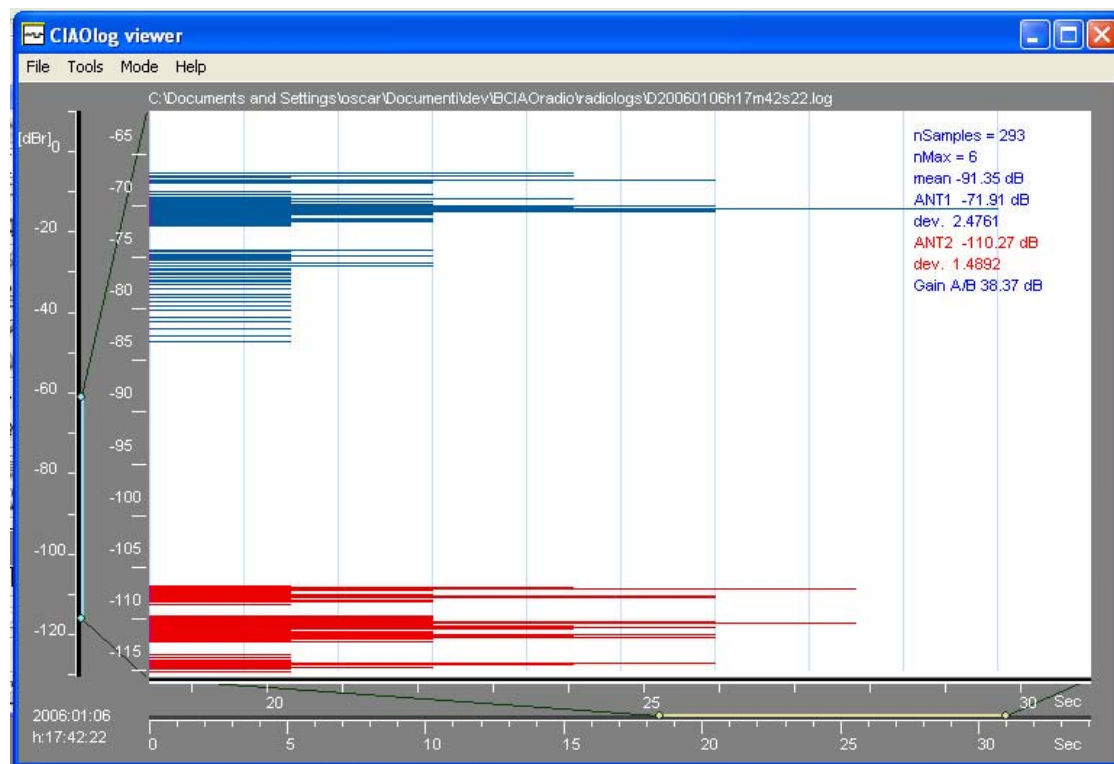 CIAOlog viewer
File Tools Mode Help
C:\Documents and Settings\oscar\Documenti\dev\BCIAOradio\radiologs\D20060106h17m42s22.log
[dBr]
0
-20
-40
-60
-80
-100
-120
-65
-70
-75
-80
-85
-90
-95
-100
-105
-110
-115
nSamples = 293
nMax = 6
mean -91.35 dB
ANT1 -71.91 dB
dev. 2.4761
ANT2 -110.27 dB
dev. 1.4892
Gain A/B 38.37 dB
20 25 30 Sec
2006:01:06
h:17:42:22
0 5 10 15 20 25 30 Sec